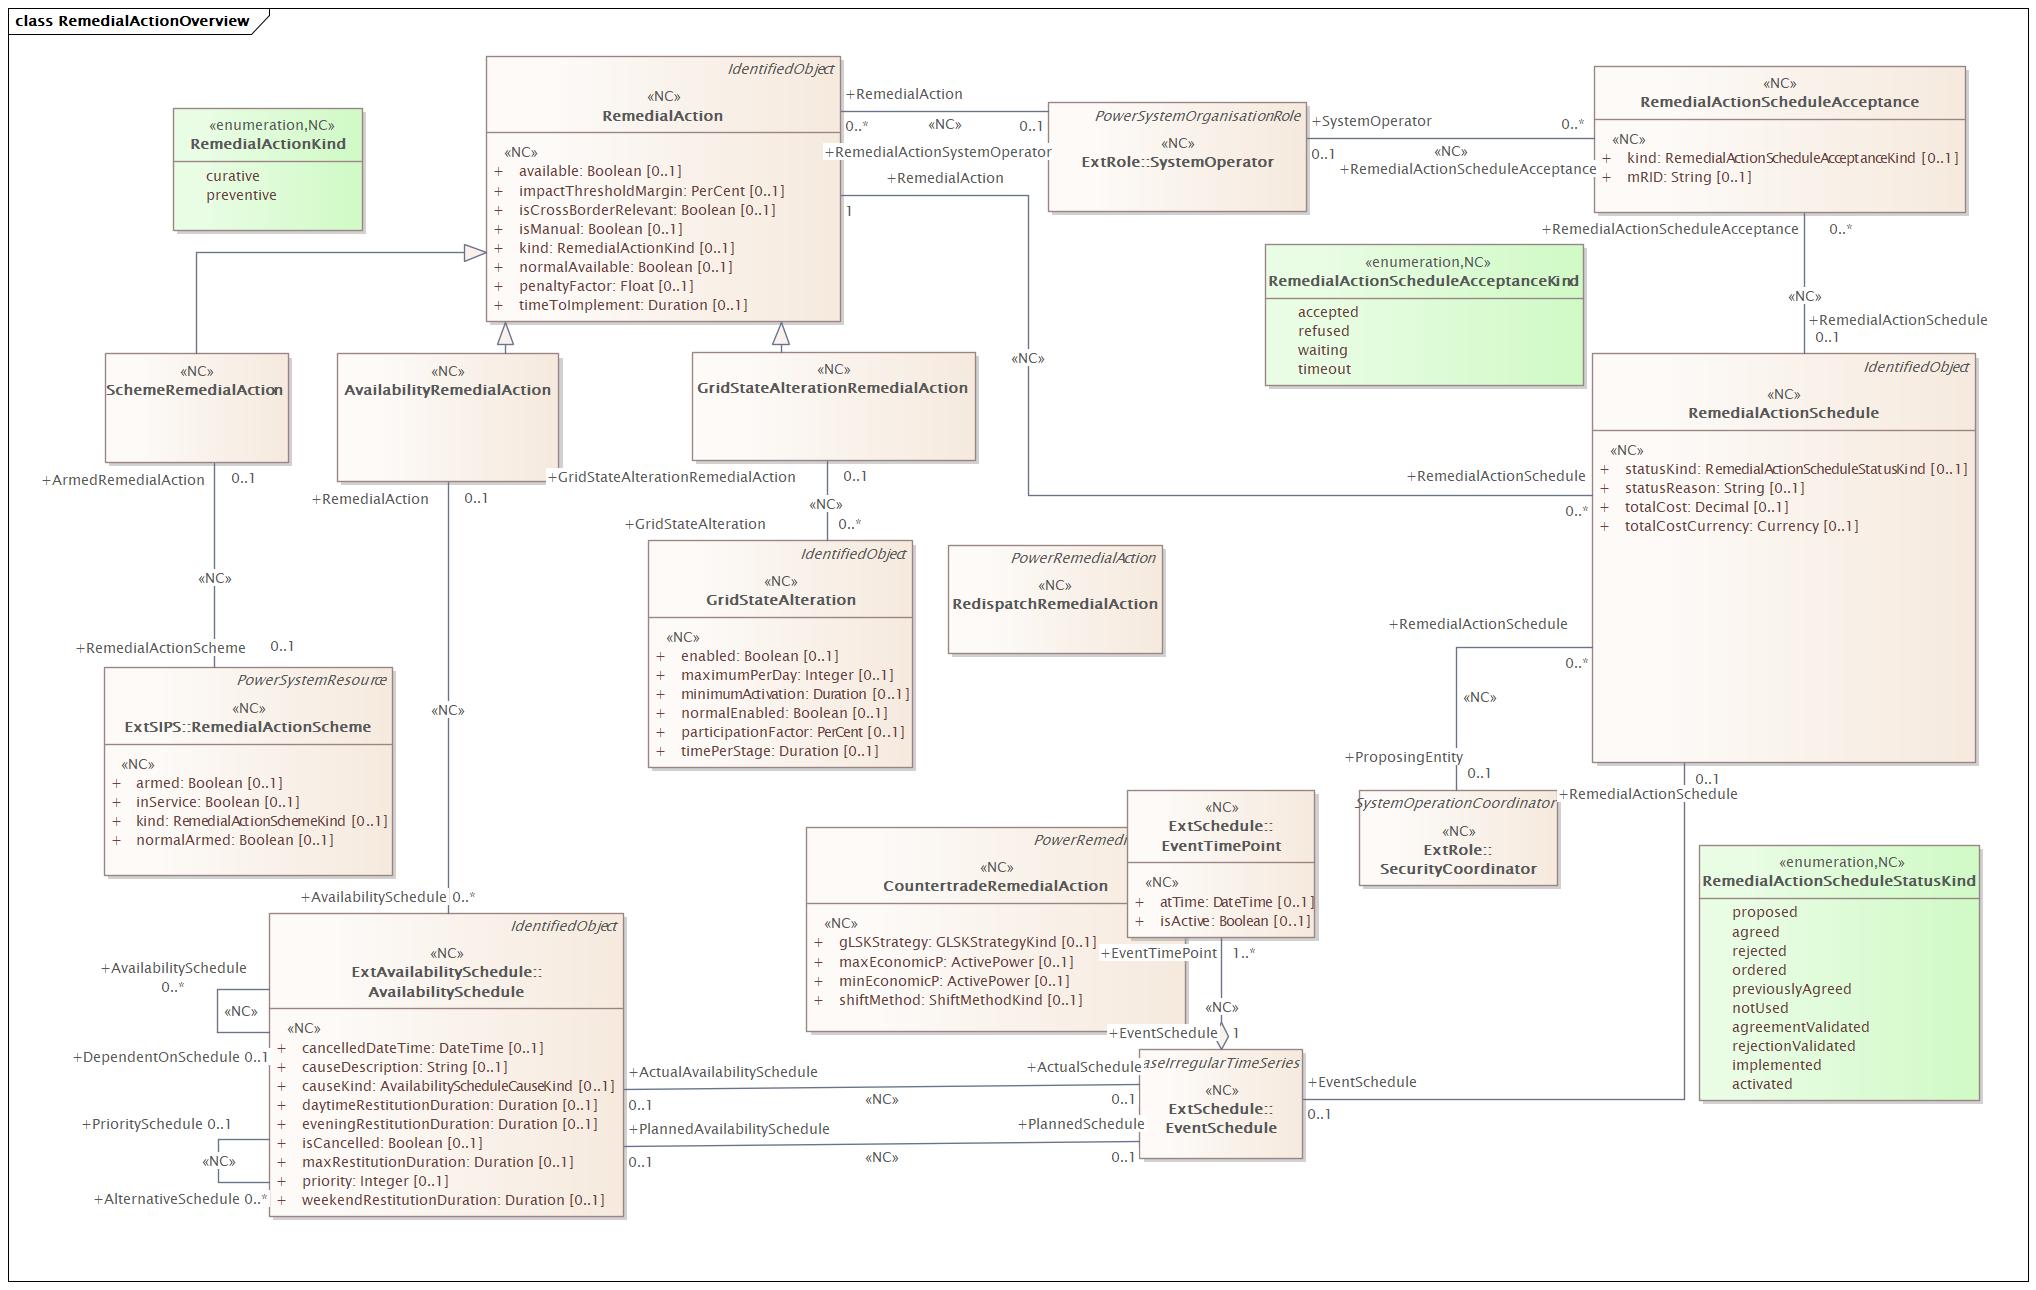 class RemedialActionOverview
IdentifiedObject
«NC»
RemedialAction
«NC»
+ available: Boolean [0..1]
+ impactThresholdMargin: PerCent [0..1]
+ isCrossBorderRelevant: Boolean [0..1]
+ isManual: Boolean [0..1]
+ kind: RemedialActionKind [0..1]
+ normalAvailable: Boolean [0..1]
+ penaltyFactor: Float [0..1]
+ timeToImplement: Duration [0..1]
«enumeration,NC»
RemedialActionKind
curative
preventive
+RemedialAction
0..*
«NC»
0..1
+RemedialActionSystemOperator
PowerSystemOrganisationRole
«NC»
ExtRole::SystemOperator
+SystemOperator
0..*
0..1
«NC»
+RemedialActionScheduleAcceptance
«NC»
RemedialActionScheduleAcceptance
«NC»
+ kind: RemedialActionScheduleAcceptanceKind [0..1]
+ mRID: String [0..1]
+RemedialAction
1
«NC»
+RemedialActionSchedule
0..*
+RemedialActionScheduleAcceptance
0..*
«NC»
+RemedialActionSchedule
0..1
«enumeration,NC»
RemedialActionScheduleAcceptanceKind
accepted
refused
waiting
timeout
«NC»
SchemeRemedialAction
«NC»
AvailabilityRemedialAction
«NC»
GridStateAlterationRemedialAction
IdentifiedObject
«NC»
RemedialActionSchedule
«NC»
+ statusKind: RemedialActionScheduleStatusKind [0..1]
+ statusReason: String [0..1]
+ totalCost: Decimal [0..1]
+ totalCostCurrency: Currency [0..1]
+ArmedRemedialAction
0..1
«NC»
+RemedialActionScheme
0..1
+RemedialAction
0..1
«NC»
+AvailabilitySchedule 0..*
+GridStateAlterationRemedialAction
0..1
«NC»
+GridStateAlteration
0..*
IdentifiedObject
«NC»
GridStateAlteration
«NC»
+ enabled: Boolean [0..1]
+ maximumPerDay: Integer [0..1]
+ minimumActivation: Duration [0..1]
+ normalEnabled: Boolean [0..1]
+ participationFactor: PerCent [0..1]
+ timePerStage: Duration [0..1]
PowerRemedialAction
«NC»
RedispatchRemedialAction
PowerSystemResource
«NC»
ExtSIPS::RemedialActionScheme
«NC»
+ armed: Boolean [0..1]
+ inService: Boolean [0..1]
+ kind: RemedialActionSchemeKind [0..1]
+ normalArmed: Boolean [0..1]
+RemedialActionSchedule
0..*
«NC»
+ProposingEntity
0..1
SystemOperationCoordinator
«NC»
ExtRole::
SecurityCoordinator
0..1
+RemedialActionSchedule
PowerRemedi
«NC»
CountertradeRemedialAction
«NC»
+ gLSKStrategy: GLSKStrategyKind [0..1]
+ maxEconomicP: ActivePower [0..1]
+ minEconomicP: ActivePower [0..1]
+ shiftMethod: ShiftMethodKind [0..1]
«NC»
ExtSchedule::
EventTimePoint
«NC»
+ atTime: DateTime [0..1]
+ isActive: Boolean [0..1]
+EventTimePoint
1..*
«NC»
+EventSchedule
1
«enumeration,NC»
RemedialActionScheduleStatusKind
proposed
agreed
rejected
ordered
previouslyAgreed
notUsed
agreementValidated
rejectionValidated
implemented
activated
IdentifiedObject
«NC»
ExtAvailabilitySchedule::
AvailabilitySchedule
«NC»
+ cancelledDateTime: DateTime [0..1]
+ causeDescription: String [0..1]
+ causeKind: AvailabilityScheduleCauseKind [0..1]
+ daytimeRestitutionDuration: Duration [0..1]
+ eveningRestitutionDuration: Duration [0..1]
+ isCancelled: Boolean [0..1]
+ maxRestitutionDuration: Duration [0..1]
+ priority: Integer [0..1]
+ weekendRestitutionDuration: Duration [0..1]
+AvailabilitySchedule
0..*
«NC»
+DependentOnSchedule 0..1
+PrioritySchedule 0..1
«NC»
+AlternativeSchedule 0..*
+ActualAvailabilitySchedule
0..1
«NC»
+ActualSchedule
0..1
+PlannedAvailabilitySchedule
0..1
«NC»
+PlannedSchedule
0..1
aseIrregularTimeSeries
«NC»
ExtSchedule::
EventSchedule
+EventSchedule
0..1